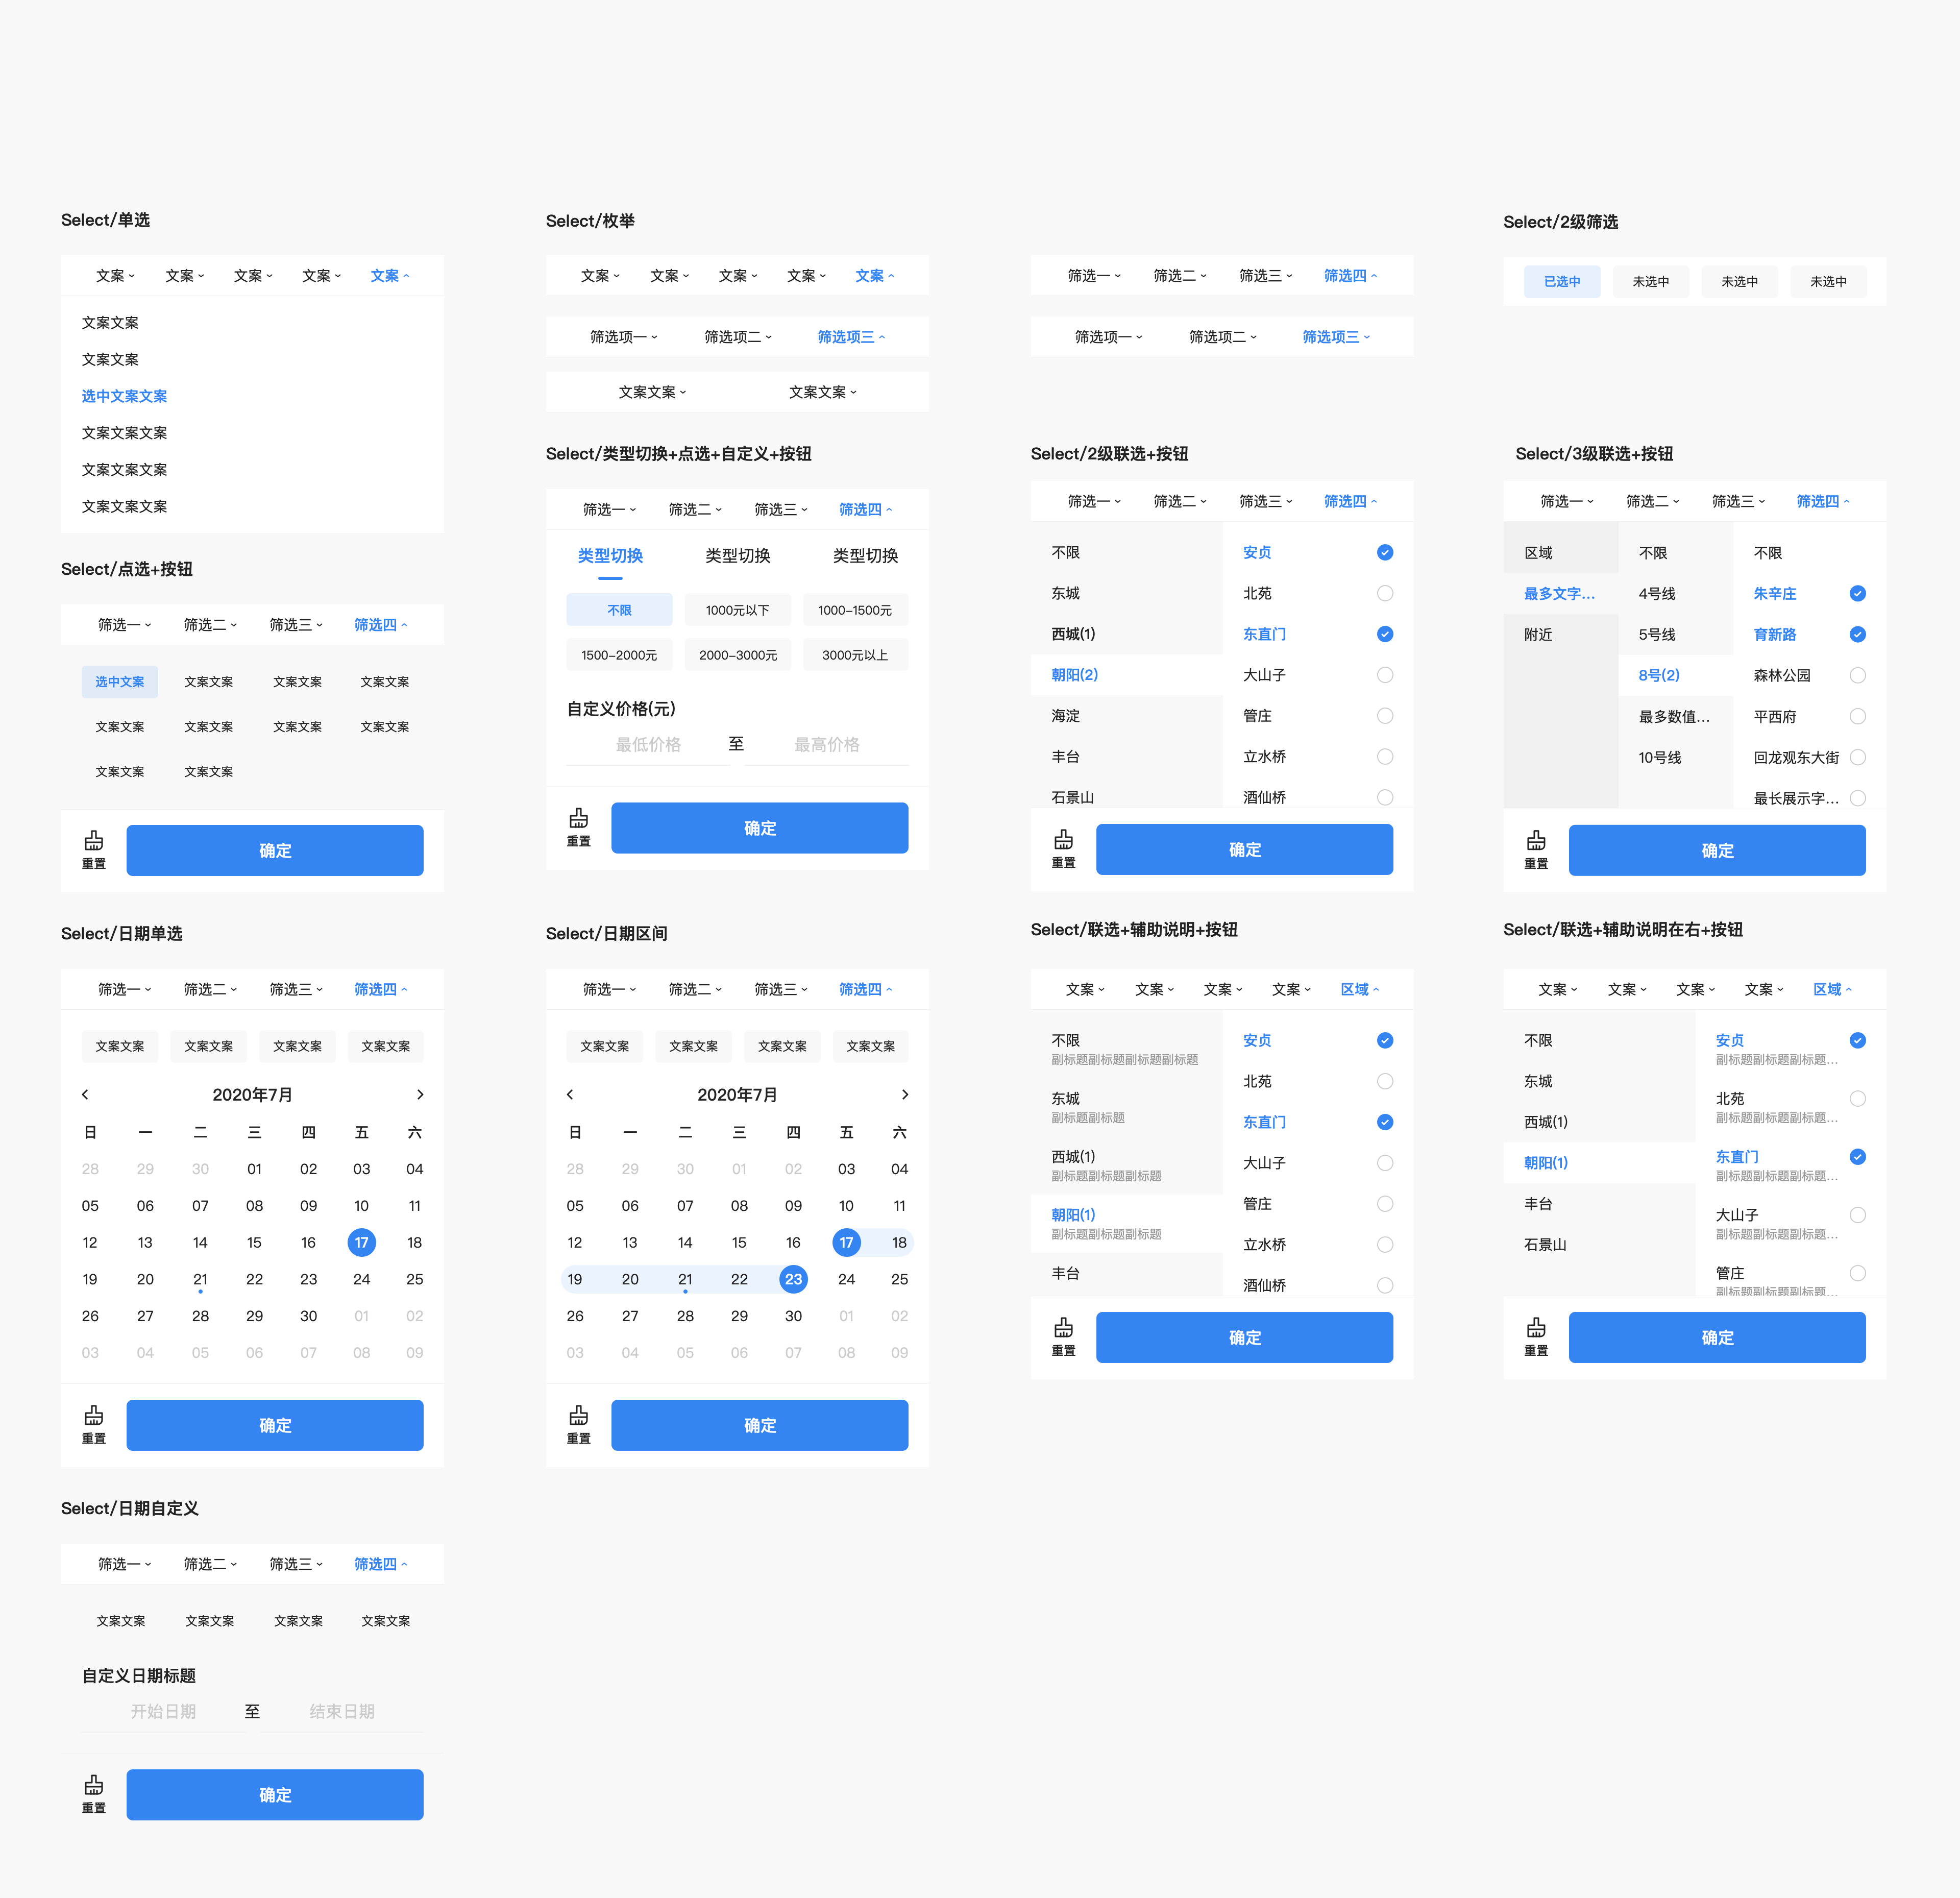 Select/单选
文案 文案 文案 文案 文案
文案文案
文案文案
选中文案文案
文案文案文案
文案文案文案
文案文案文案
Select/枚举
文案 文案 文案 文案 文案
筛选项一 筛选项二 筛选项三
文案文案 文案文案
筛选一 筛选二 筛选三 筛选四
筛选项一 筛选项二 筛选项三
Select/2级筛选
已选中 未选中 未选中 未选中
Select/点选+按钮
筛选一 筛选二 筛选三 筛选四
选中文案 文案文案 文案文案 文案文案
文案文案 文案文案 文案文案 文案文案
文案文案 文案文案
重置
确定
Select/类型切换+点选+自定义+按钮
筛选一 筛选二 筛选三 筛选四
类型切换 类型切换 类型切换
不限 1000元以下 1000-1500元
1500-2000元 2000-3000元 3000元以上
自定义价格(元)
最低价格 至 最高价格
重置
确定
Select/2级联选+按钮
筛选一 筛选二 筛选三 筛选四
不限 安贞
东城 北苑
西城(1) 东直门
朝阳(2) 大山子
海淀 管庄
丰台 立水桥
石景山 酒仙桥
重置
确定
Select/3级联选+按钮
筛选一 筛选二 筛选三 筛选四
区域 不限 不限
最多文字... 4号线 朱辛庄
附近 5号线 育新路
8号(2) 森林公园
最多数值... 平西府
10号线 回龙观东大街
最长展示字...
重置
确定
Select/日期单选
筛选一 筛选二 筛选三 筛选四
文案文案 文案文案 文案文案 文案文案
2020年7月
日 一 二 三 四 五 六
28 29 30 01 02 03 04
05 06 07 08 09 10 11
12 13 14 15 16 17 18
19 20 21 22 23 24 25
26 27 28 29 30 01 02
03 04 05 06 07 08 09
重置
确定
Select/日期区间
筛选一 筛选二 筛选三 筛选四
文案文案 文案文案 文案文案 文案文案
2020年7月
日 一 二 三 四 五 六
28 29 30 01 02 03 04
05 06 07 08 09 10 11
12 13 14 15 16 17 18
19 20 21 22 23 24 25
26 27 28 29 30 01 02
03 04 05 06 07 08 09
重置
确定
Select/联选+辅助说明+按钮
文案 文案 文案 文案 区域
不限
副标题副标题副标题副标题
东城
副标题副标题
西城(1)
副标题副标题副标题
朝阳(1)
副标题副标题副标题
丰台
安贞
北苑
东直门
大山子
管庄
立水桥
酒仙桥
重置
确定
Select/联选+辅助说明在右+按钮
文案 文案 文案 文案 区域
不限
东城
西城(1)
朝阳(1)
丰台
石景山
安贞
副标题副标题副标题...
北苑
副标题副标题副标题...
东直门
副标题副标题副标题...
大山子
副标题副标题副标题...
管庄
副标题副标题副标题...
重置
确定
Select/日期自定义
筛选一 筛选二 筛选三 筛选四
文案文案 文案文案 文案文案 文案文案
自定义日期标题
开始日期 至 结束日期
重置
确定